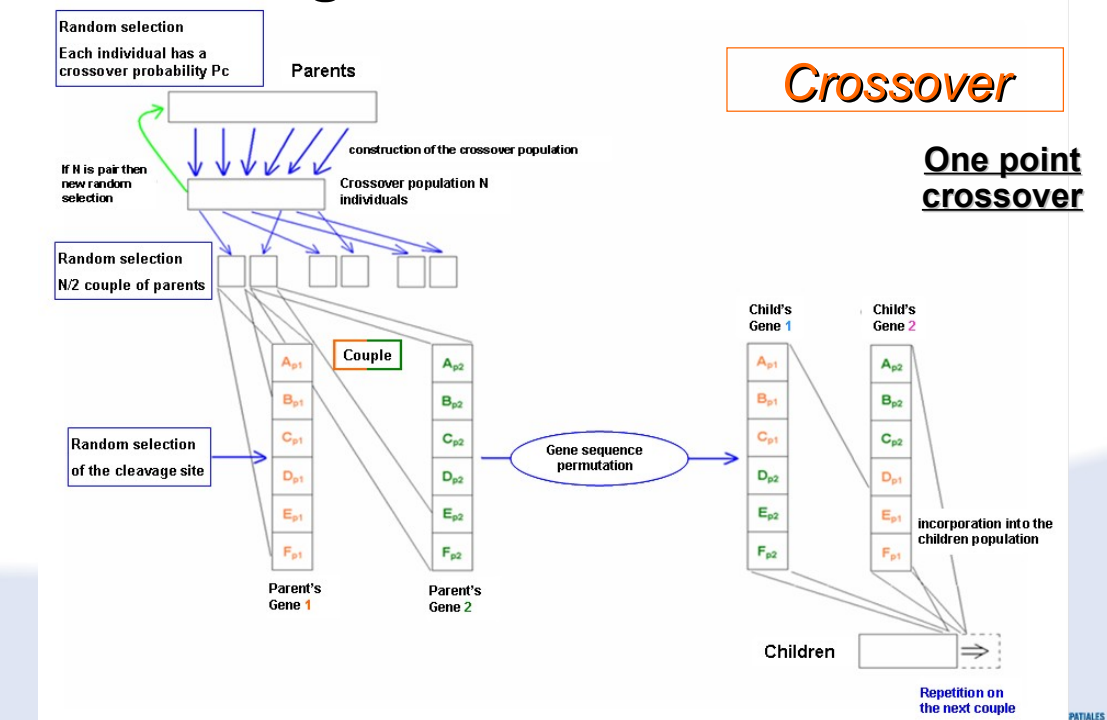 Random selection
Each individual has a
crossover probability Pc
Parents
Crossover
construction of the crossover population
One point
crossover
If N is pair then
new random
selection
Crossover population N
individuals
Random selection
N/2 couple of parents
Child's
Gene 1
Child's
Gene 2
Couple
Ap1
Bp1
Cp1
Dp1
Ep1
Fp1
Ap2
Bp2
Cp2
Dp2
Ep2
Fp2
Random selection
of the cleavage site
Gene sequence
permutation
Ap1
Bp1
Cp1
Dp2
Ep2
Fp2
Ap2
Bp2
Cp2
Dp1
Ep1
Fp1
incorporation into the
children population
Parent's
Gene 1
Parent's
Gene 2
Children
Repetition on
the next couple
PATIALES